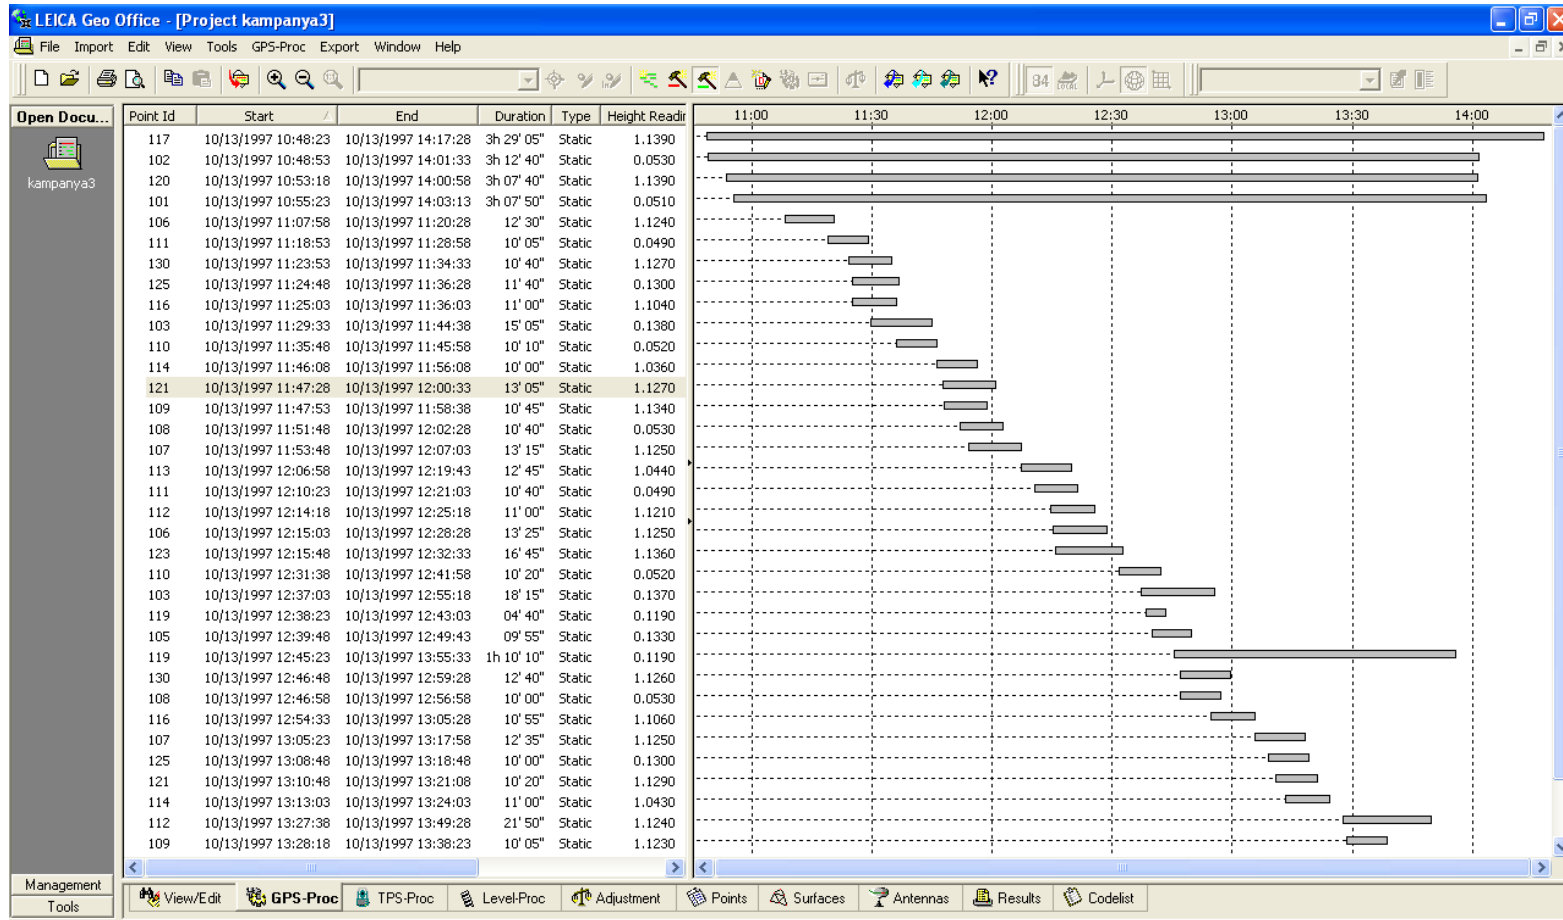 LEICA Geo Office - [Project kampanya3]
File Import Edit View Tools GPS-Proc Export Window Help
84 LOCAL
Open Docu...
kampanya3
Management
Tools
Point Id Start End Duration Type Height Readin
117 10/13/1997 10:48:23 10/13/1997 14:17:28 3h 29' 05" Static 1.1390
102 10/13/1997 10:48:53 10/13/1997 14:01:33 3h 12' 40" Static 0.0530
120 10/13/1997 10:53:18 10/13/1997 14:00:58 3h 07' 40" Static 1.1390
101 10/13/1997 10:55:23 10/13/1997 14:03:13 3h 07' 50" Static 0.0510
106 10/13/1997 11:07:58 10/13/1997 11:20:28 12' 30" Static 1.1240
111 10/13/1997 11:18:53 10/13/1997 11:28:58 10' 05" Static 0.0490
130 10/13/1997 11:23:53 10/13/1997 11:34:33 10' 40" Static 1.1270
125 10/13/1997 11:24:48 10/13/1997 11:36:28 11' 40" Static 0.1300
116 10/13/1997 11:25:03 10/13/1997 11:36:03 11' 00" Static 1.1040
103 10/13/1997 11:29:33 10/13/1997 11:44:38 15' 05" Static 0.1380
110 10/13/1997 11:35:48 10/13/1997 11:45:58 10' 10" Static 0.0520
114 10/13/1997 11:46:08 10/13/1997 11:56:08 10' 00" Static 1.0360
121 10/13/1997 11:47:28 10/13/1997 12:00:33 13' 05" Static 1.1270
109 10/13/1997 11:47:53 10/13/1997 11:58:38 10' 45" Static 1.1340
108 10/13/1997 11:51:48 10/13/1997 12:02:28 10' 40" Static 0.0530
107 10/13/1997 11:53:48 10/13/1997 12:07:03 13' 15" Static 1.1250
113 10/13/1997 12:06:58 10/13/1997 12:19:43 12' 45" Static 1.0440
111 10/13/1997 12:10:23 10/13/1997 12:21:03 10' 40" Static 0.0490
112 10/13/1997 12:14:18 10/13/1997 12:25:18 11' 00" Static 1.1210
106 10/13/1997 12:15:03 10/13/1997 12:28:28 13' 25" Static 1.1250
123 10/13/1997 12:15:48 10/13/1997 12:32:33 16' 45" Static 1.1360
110 10/13/1997 12:31:38 10/13/1997 12:41:58 10' 20" Static 0.0520
103 10/13/1997 12:37:03 10/13/1997 12:55:18 18' 15" Static 0.1370
119 10/13/1997 12:38:23 10/13/1997 12:43:03 04' 40" Static 0.1190
105 10/13/1997 12:39:48 10/13/1997 12:49:43 09' 55" Static 0.1330
119 10/13/1997 12:45:23 10/13/1997 13:55:33 1h 10' 10" Static 0.1190
130 10/13/1997 12:46:48 10/13/1997 12:59:28 12' 40" Static 1.1260
108 10/13/1997 12:46:58 10/13/1997 12:56:58 10' 00" Static 0.0530
116 10/13/1997 12:54:33 10/13/1997 13:05:28 10' 55" Static 1.1060
107 10/13/1997 13:05:23 10/13/1997 13:17:58 12' 35" Static 1.1250
125 10/13/1997 13:08:48 10/13/1997 13:18:48 10' 00" Static 0.1300
121 10/13/1997 13:10:48 10/13/1997 13:21:08 10' 20" Static 1.1290
114 10/13/1997 13:13:03 10/13/1997 13:24:03 11' 00" Static 1.0430
112 10/13/1997 13:27:38 10/13/1997 13:49:28 21' 50" Static 1.1240
109 10/13/1997 13:28:18 10/13/1997 13:38:23 10' 05" Static 1.1230
11:00 11:30 12:00 12:30 13:00 13:30 14:00
View/Edit GPS-Proc TPS-Proc Level-Proc Adjustment Points Surfaces Antennas Results Codelist